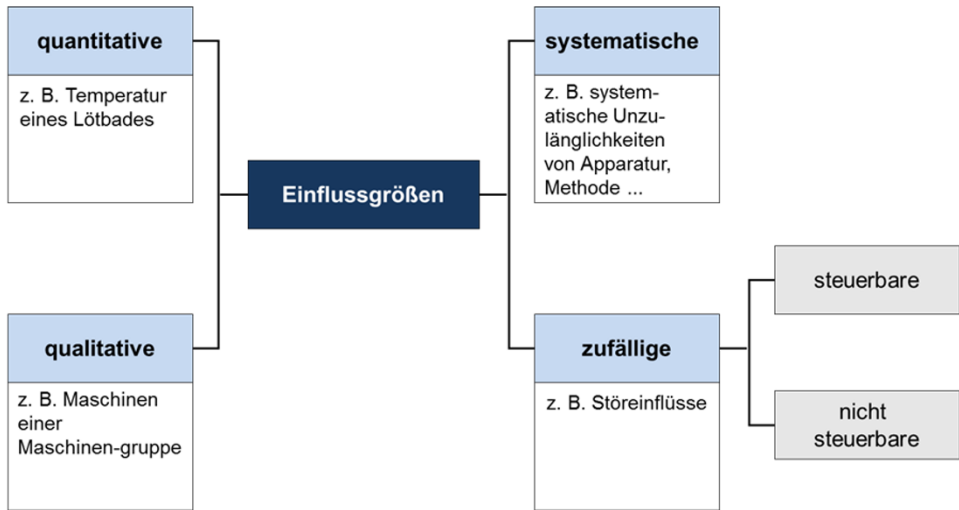 quantitative
z. B. Temperatur
eines Lötbades
qualitative
z. B. Maschinen
einer
Maschinen-gruppe
Einflussgrößen
systematische
z. B. system-
atische Unzu-
länglichkeiten
von Apparatur,
Methode ...
zufällige
z. B. Störeinflüsse
steuerbare
nicht
steuerbare